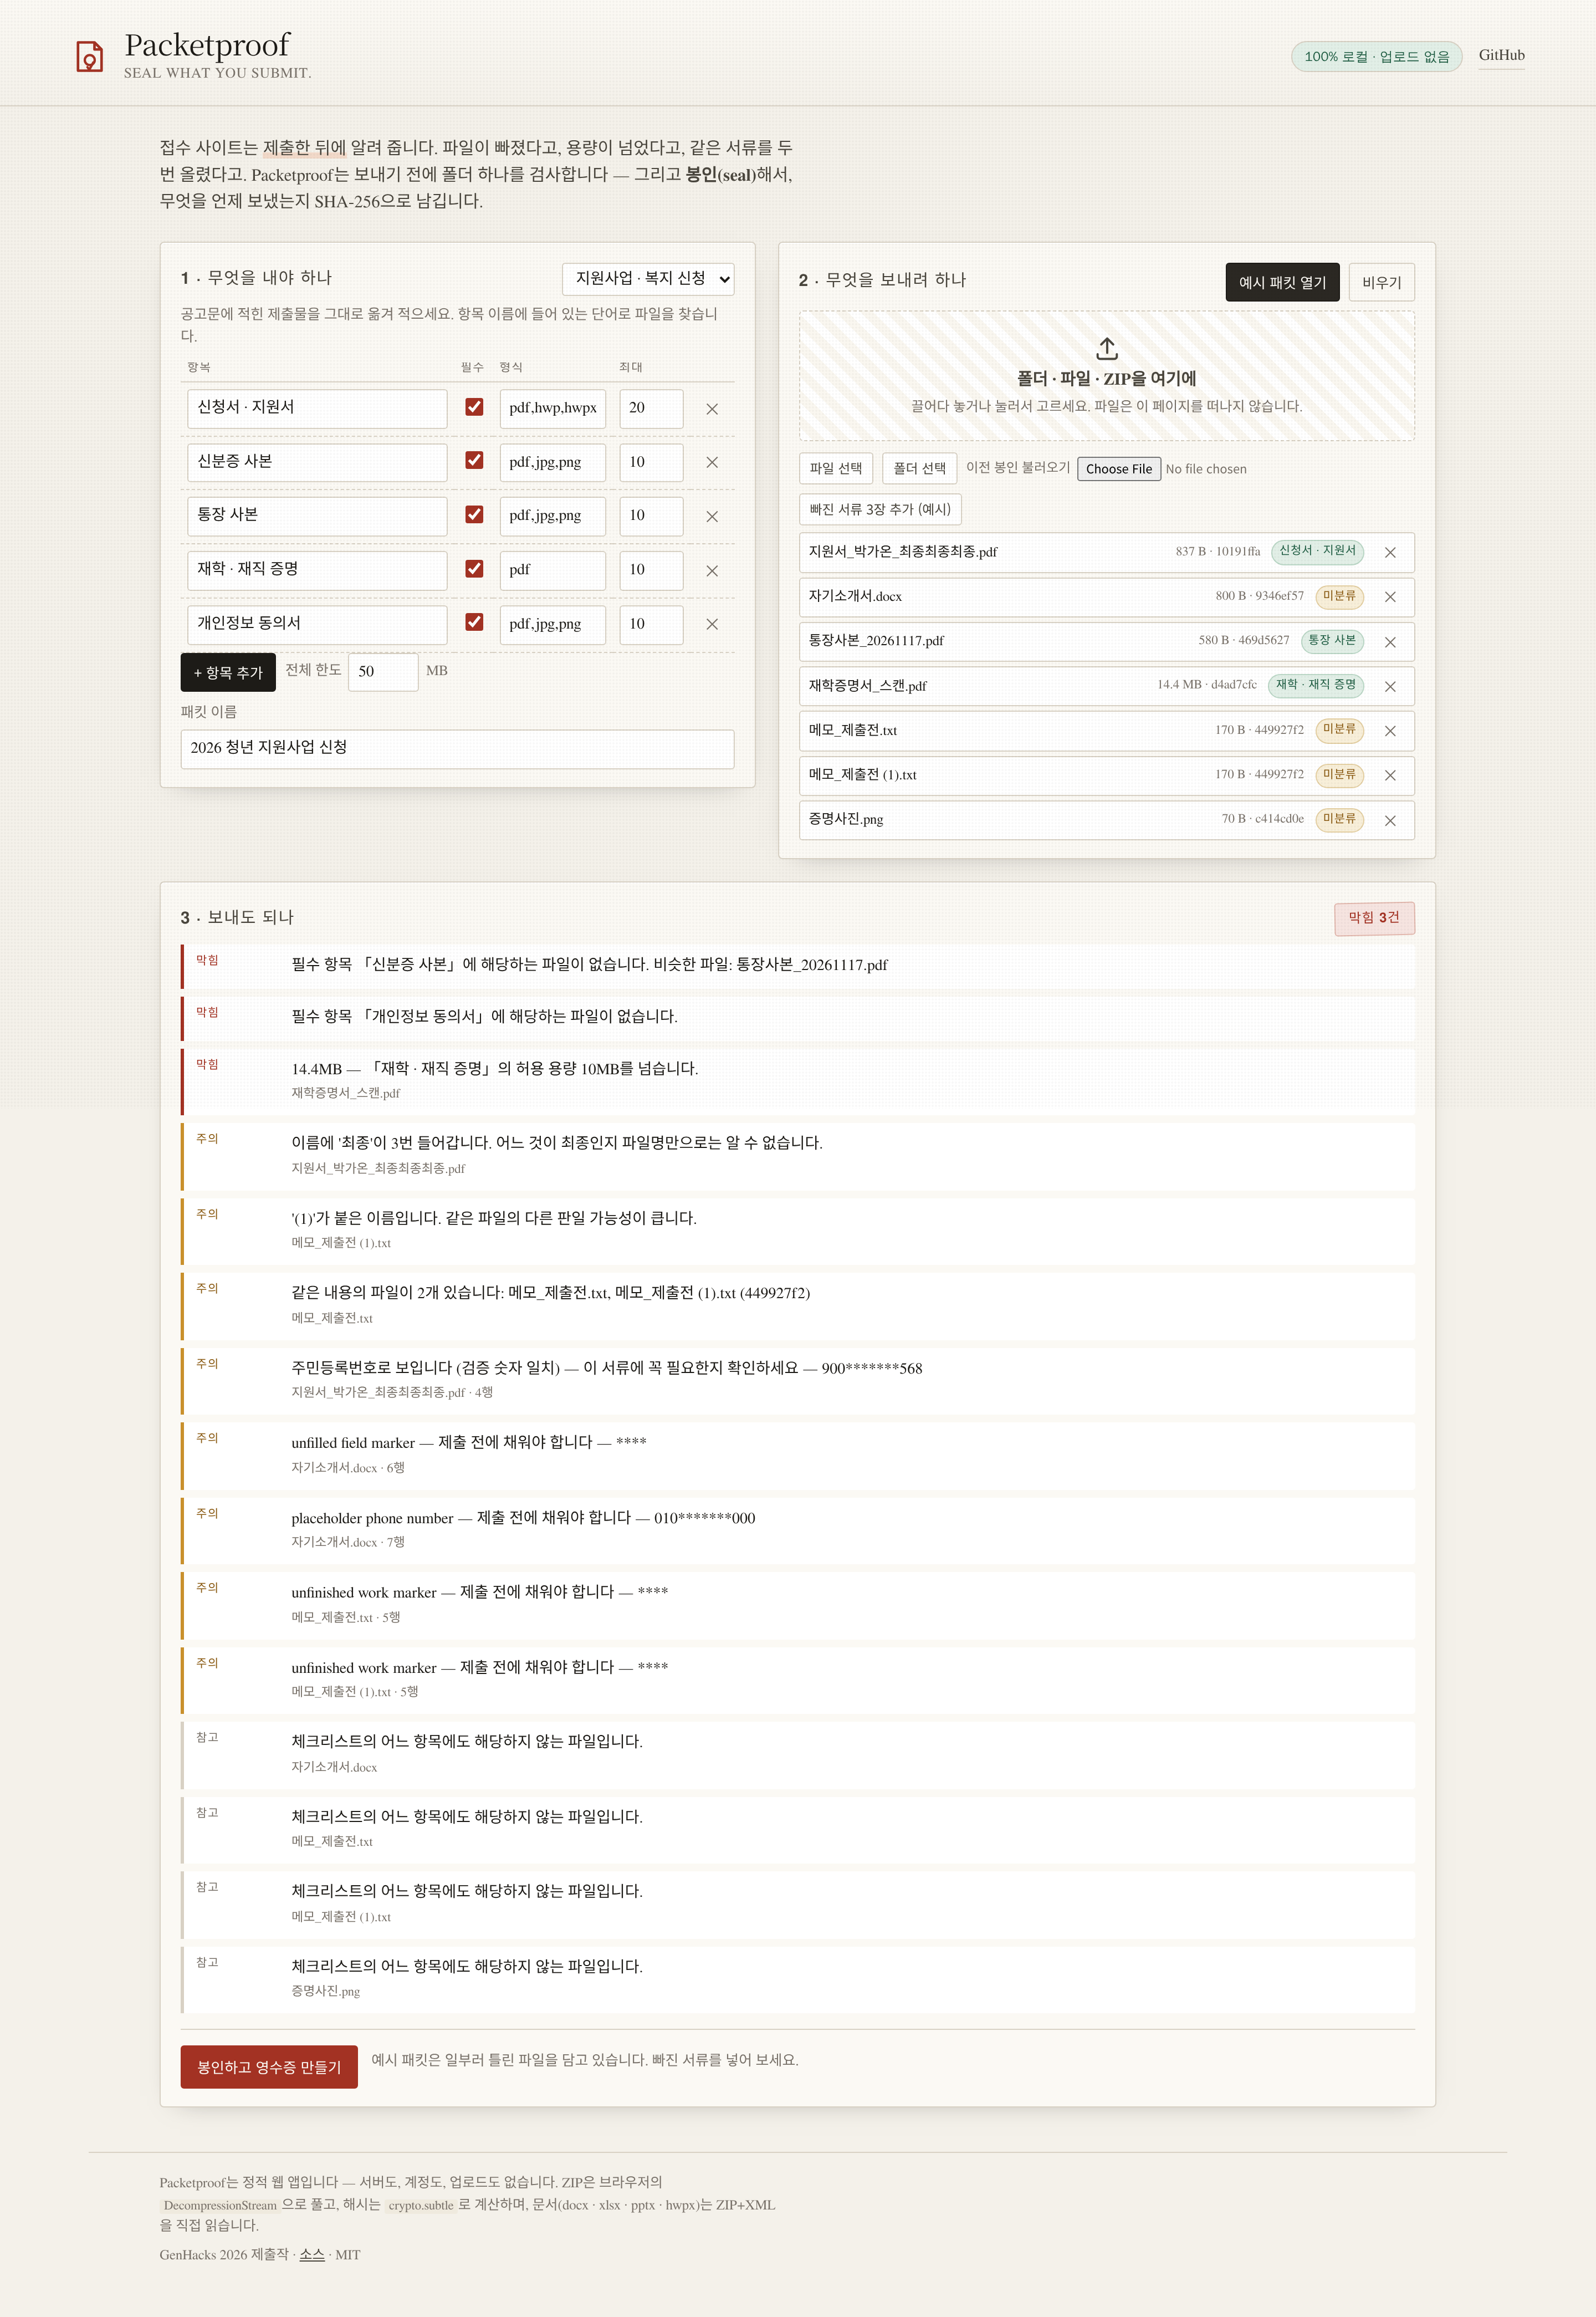 Packetproof
SEAL WHAT YOU SUBMIT.
100% 로컬 · 업로드 없음
GitHub
접수 사이트는 제출한 뒤에 알려 줍니다. 파일이 빠졌다고, 용량이 넘었다고, 같은 서류를 두
번 올렸다고. Packetproof는 보내기 전에 폴더 하나를 검사합니다 — 그리고 봉인(seal)해서,
무엇을 언제 보냈는지 SHA-256으로 남깁니다.
1 · 무엇을 내야 하나
지원사업 · 복지 신청
공고문에 적힌 제출물을 그대로 옮겨 적으세요. 항목 이름에 들어 있는 단어로 파일을 찾습니
다.
항목 필수 형식 최대
신청서 · 지원서 pdf,hwp,hwpx 20
신분증 사본 pdf,jpg,png 10
통장 사본 pdf,jpg,png 10
재학 · 재직 증명 pdf 10
개인정보 동의서 pdf,jpg,png 10
+ 항목 추가 전체 한도 50 MB
패킷 이름
2026 청년 지원사업 신청
2 · 무엇을 보내려 하나
예시 패킷 열기
비우기
폴더 · 파일 · ZIP을 여기에
끌어다 놓거나 눌러서 고르세요. 파일은 이 페이지를 떠나지 않습니다.
파일 선택 폴더 선택 이전 봉인 불러오기 Choose File No file chosen
빠진 서류 3장 추가 (예시)
지원서_박가온_최종최종최종.pdf 837 B · 10191ffa 신청서 · 지원서
자기소개서.docx 800 B · 9346ef57 미분류
통장사본_20261117.pdf 580 B · 469d5627 통장 사본
재학증명서_스캔.pdf 14.4 MB · d4ad7cfc 재학 · 재직 증명
메모_제출전.txt 170 B · 449927f2 미분류
메모_제출전 (1).txt 170 B · 449927f2 미분류
증명사진.png 70 B · c414cd0e 미분류
3 · 보내도 되나
막힘 3건
막힘 필수 항목 「신분증 사본」에 해당하는 파일이 없습니다. 비슷한 파일: 통장사본_20261117.pdf
막힘 필수 항목 「개인정보 동의서」에 해당하는 파일이 없습니다.
막힘 14.4MB — 「재학 · 재직 증명」의 허용 용량 10MB를 넘습니다.
재학증명서_스캔.pdf
주의 이름에 '최종'이 3번 들어갑니다. 어느 것이 최종인지 파일명만으로는 알 수 없습니다.
지원서_박가온_최종최종최종.pdf
주의 '(1)'가 붙은 이름입니다. 같은 파일의 다른 판일 가능성이 큽니다.
메모_제출전 (1).txt
주의 같은 내용의 파일이 2개 있습니다: 메모_제출전.txt, 메모_제출전 (1).txt (449927f2)
메모_제출전.txt
주의 주민등록번호로 보입니다 (검증 숫자 일치) — 이 서류에 꼭 필요한지 확인하세요 — 900*******568
지원서_박가온_최종최종최종.pdf · 4행
주의 unfilled field marker — 제출 전에 채워야 합니다 — ****
자기소개서.docx · 6행
주의 placeholder phone number — 제출 전에 채워야 합니다 — 010*******000
자기소개서.docx · 7행
주의 unfinished work marker — 제출 전에 채워야 합니다 — ****
메모_제출전.txt · 5행
주의 unfinished work marker — 제출 전에 채워야 합니다 — ****
메모_제출전 (1).txt · 5행
참고 체크리스트의 어느 항목에도 해당하지 않는 파일입니다.
자기소개서.docx
참고 체크리스트의 어느 항목에도 해당하지 않는 파일입니다.
메모_제출전.txt
참고 체크리스트의 어느 항목에도 해당하지 않는 파일입니다.
메모_제출전 (1).txt
참고 체크리스트의 어느 항목에도 해당하지 않는 파일입니다.
증명사진.png
봉인하고 영수증 만들기 예시 패킷은 일부러 틀린 파일을 담고 있습니다. 빠진 서류를 넣어 보세요.
Packetproof는 정적 웹 앱입니다 — 서버도, 계정도, 업로드도 없습니다. ZIP은 브라우저의
DecompressionStream으로 풀고, 해시는 crypto.subtle로 계산하며, 문서(docx · xlsx · pptx · hwpx)는 ZIP+XML
을 직접 읽습니다.
GenHacks 2026 제출작 · 소스 · MIT